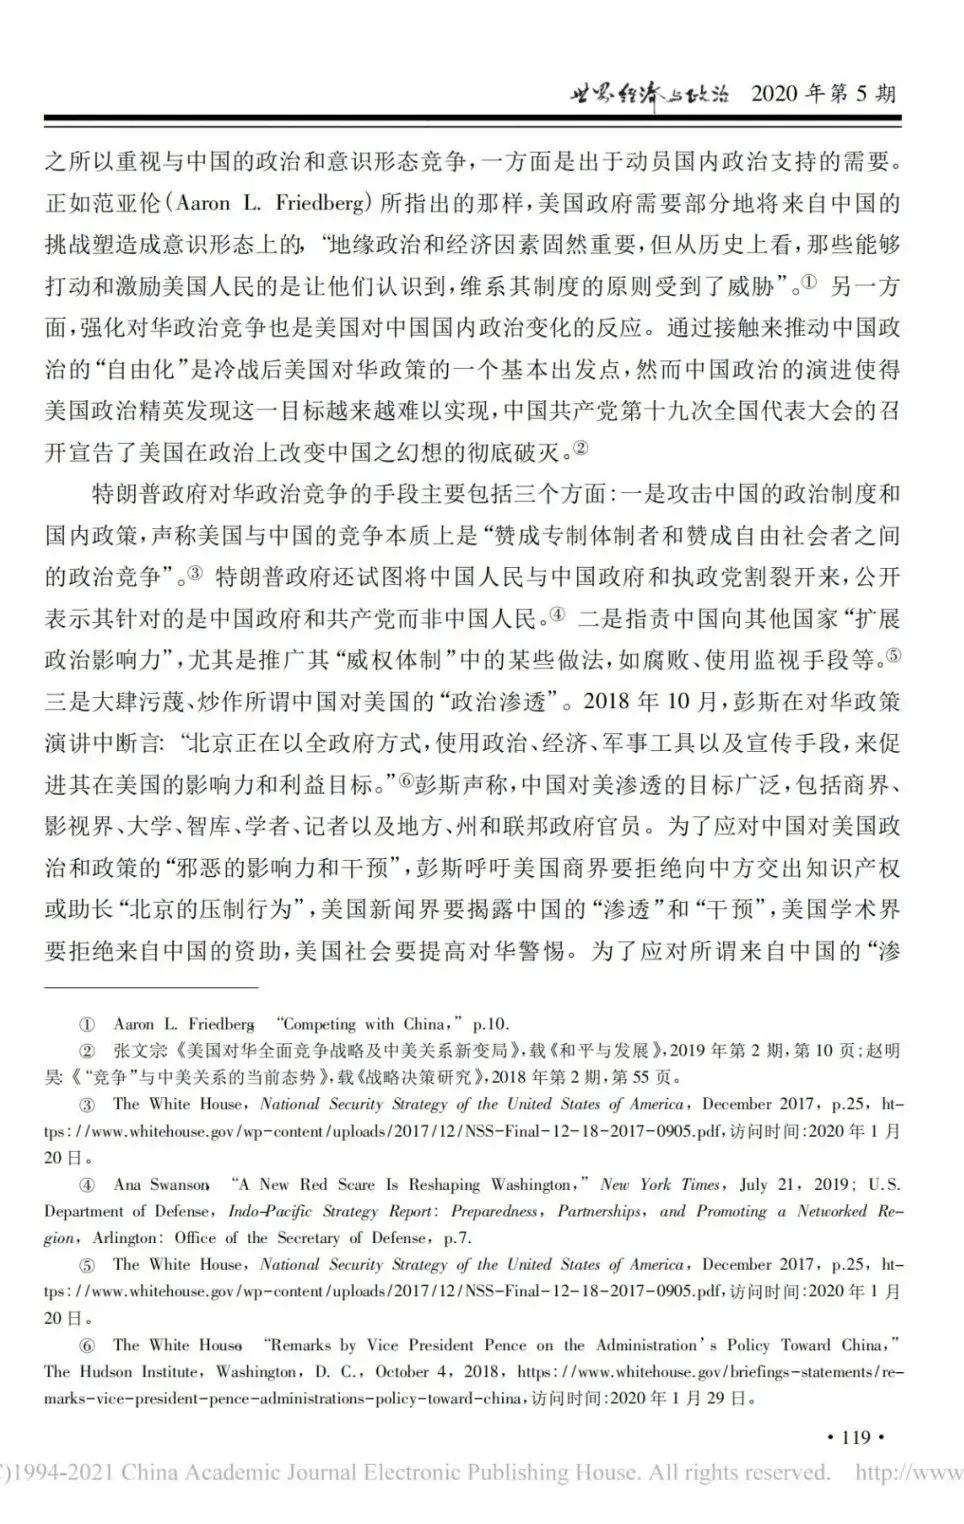 世界经济与政治 2020 年第 5 期
之所以重视与中国的政治和意识形态竞争，一方面是出于动员国内政治支持的需要。
正如范亚伦(Aaron L. Friedberg)所指出的那样，美国政府需要部分地将来自中国的
挑战塑造成意识形态上的，“地缘政治和经济因素固然重要，但从历史上看，那些能够
打动和激励美国人民的是让他们认识到，维系其制度的原则受到了威胁”。① 另一方
面，强化对华政治竞争也是美国对中国国内政治变化的反应。通过接触来推动中国政
治的“自由化”是冷战后美国对华政策的一个基本出发点，然而中国政治的演进使得
美国政治精英发现这一目标越来越难以实现，中国共产党第十九次全国代表大会的召
开宣告了美国在政治上改变中国之幻想的彻底破灭。②
特朗普政府对华政治竞争的手段主要包括三个方面：一是攻击中国的政治制度和
国内政策，声称美国与中国的竞争本质上是“赞成专制体制者和赞成自由社会者之间
的政治竞争”。③ 特朗普政府还试图将中国人民与中国政府和执政党割裂开来，公开
表示其针对的是中国政府和共产党而非中国人民。④ 二是指责中国向其他国家“扩展
政治影响力”，尤其是推广其“威权体制”中的某些做法，如腐败、使用监视手段等。⑤
三是大肆污蔑、炒作所谓中国对美国的“政治渗透”。2018 年 10 月，彭斯在对华政策
演讲中断言：“北京正在以全政府方式，使用政治、经济、军事工具以及宣传手段，来促
进其在美国的影响力和利益目标。”⑥彭斯声称，中国对美渗透的目标广泛，包括商界、
影视界、大学、智库、学者、记者以及地方、州和联邦政府官员。为了应对中国对美国政
治和政策的“邪恶的影响力和干预”，彭斯呼吁美国商界要拒绝向中方交出知识产权
或助长“北京的压制行为”，美国新闻界要揭露中国的“渗透”和“干预”，美国学术界
要拒绝来自中国的资助，美国社会要提高对华警惕。为了应对所谓来自中国的“渗
① Aaron L. Friedberg, “Competing with China,” p.10.
② 张文宗：《美国对华全面竞争战略及中美关系新变局》，载《和平与发展》，2019 年第 2 期，第 10 页；赵明
昊：《“竞争”与中美关系的当前态势》，载《战略决策研究》，2018 年第 2 期，第 55 页。
③ The White House, National Security Strategy of the United States of America, December 2017, p.25, ht-
tps://www.whitehouse.gov/wp-content/uploads/2017/12/NSS-Final-12-18-2017-0905.pdf，访问时间：2020 年 1 月
20 日。
④ Ana Swanson, “A New Red Scare Is Reshaping Washington,” New York Times, July 21, 2019; U.S.
Department of Defense, Indo-Pacific Strategy Report: Preparedness, Partnerships, and Promoting a Networked Re-
gion, Arlington: Office of the Secretary of Defense, p.7.
⑤ The White House, National Security Strategy of the United States of America, December 2017, p.25, ht-
tps://www.whitehouse.gov/wp-content/uploads/2017/12/NSS-Final-12-18-2017-0905.pdf，访问时间：2020 年 1 月
20 日。
⑥ The White House, “Remarks by Vice President Pence on the Administration's Policy Toward China,”
The Hudson Institute, Washington, D. C., October 4, 2018, https://www.whitehouse.gov/briefings-statements/re-
marks-vice-president-pence-administrations-policy-toward-china，访问时间：2020 年 1 月 29 日。
· 119 ·
C)1994-2021 China Academic Journal Electronic Publishing House. All rights reserved. http://www